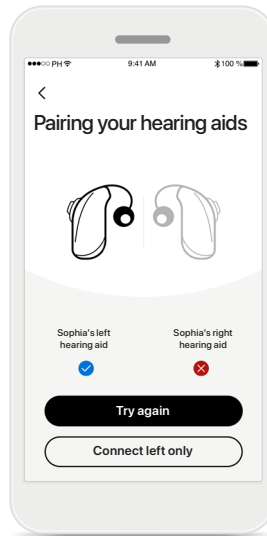 PH 9:41 AM 100 %
Pairing your hearing aids
Sophia's left
hearing aid
Sophia's right
hearing aid
Try again
Connect left only